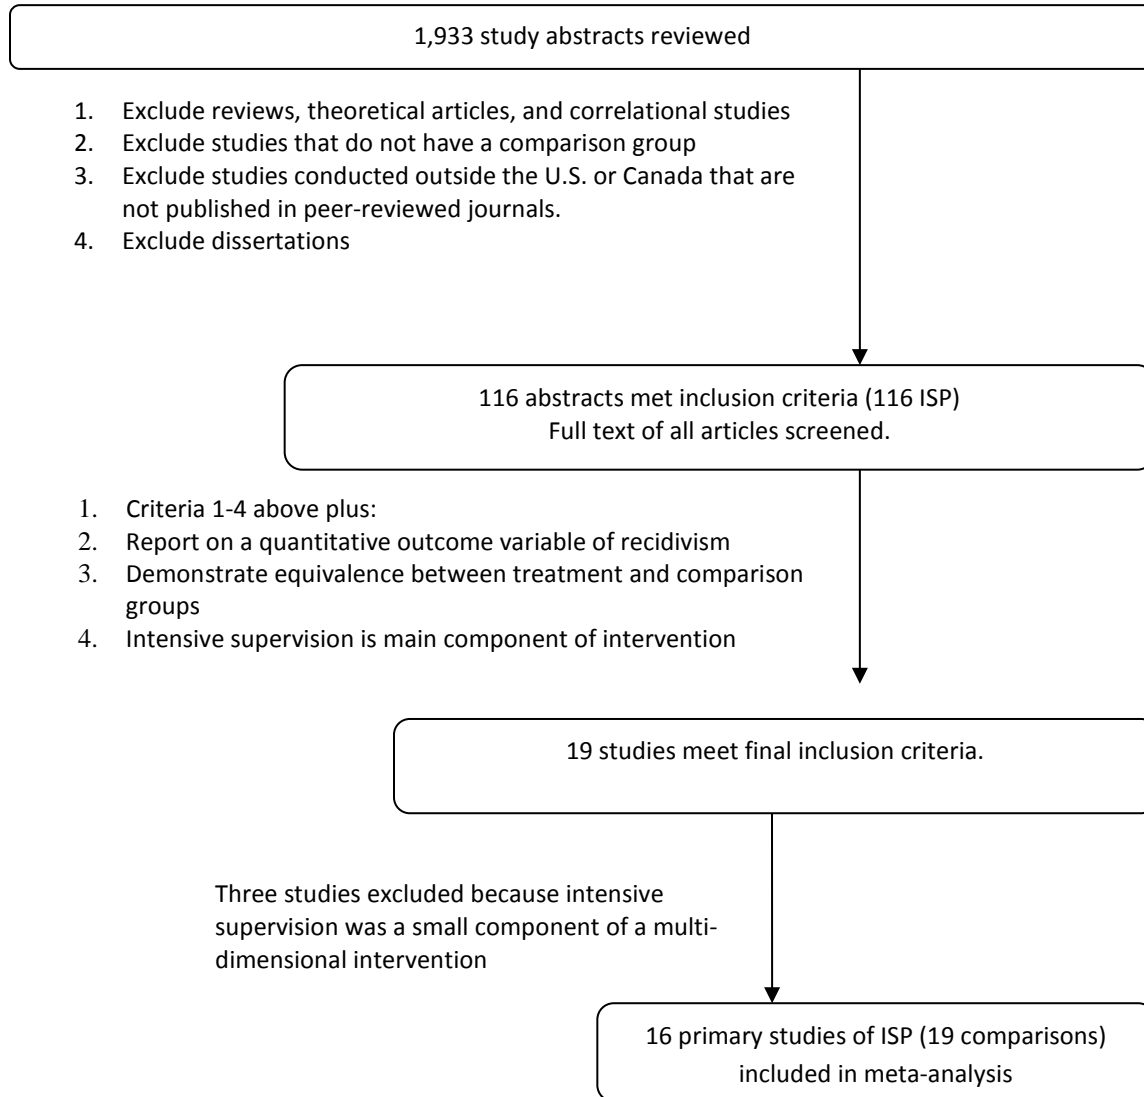 1,933 study abstracts reviewed
1. Exclude reviews, theoretical articles, and correlational studies
2. Exclude studies that do not have a comparison group
3. Exclude studies conducted outside the U.S. or Canada that are
not published in peer-reviewed journals.
4. Exclude dissertations
116 abstracts met inclusion criteria (116 ISP)
Full text of all articles screened.
1. Criteria 1-4 above plus:
2. Report on a quantitative outcome variable of recidivism
3. Demonstrate equivalence between treatment and comparison
groups
4. Intensive supervision is main component of intervention
19 studies meet final inclusion criteria.
Three studies excluded because intensive
supervision was a small component of a multi-
dimensional intervention
16 primary studies of ISP (19 comparisons)
included in meta-analysis